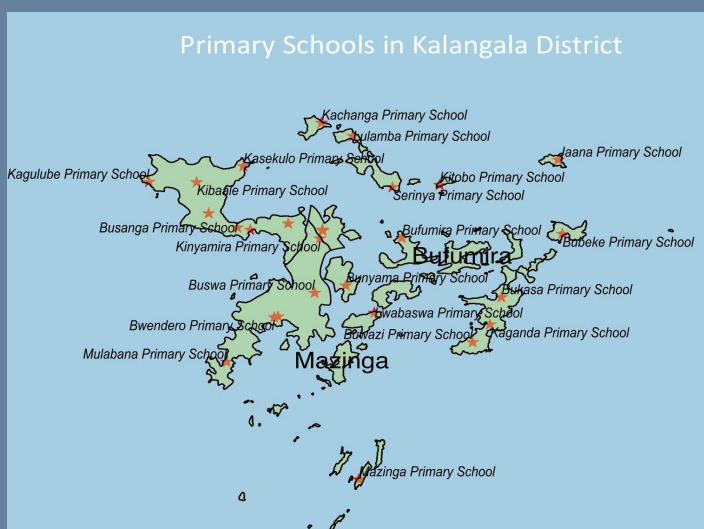 Primary Schools in Kalangala District
Kachanga Primary School
Lulamba Primary School
Jaana Primary School
Kasekulo Primary School
Kagulube Primary School
Kitobo Primary School
Kibanle Primary School
Serinya Primary School
Busanga Primary School
Bufumira Primary School
Bubeke Primary School
Kinyamira Primary School
Bufumira
Bunyama Primary School
Buswa Primary School
Bukasa Primary School
Lwabaswa Primary School
Bwendero Primary School
Kaganda Primary School
Primary School
Mulabana Primary School
Mazinga
Mazinga Primary School